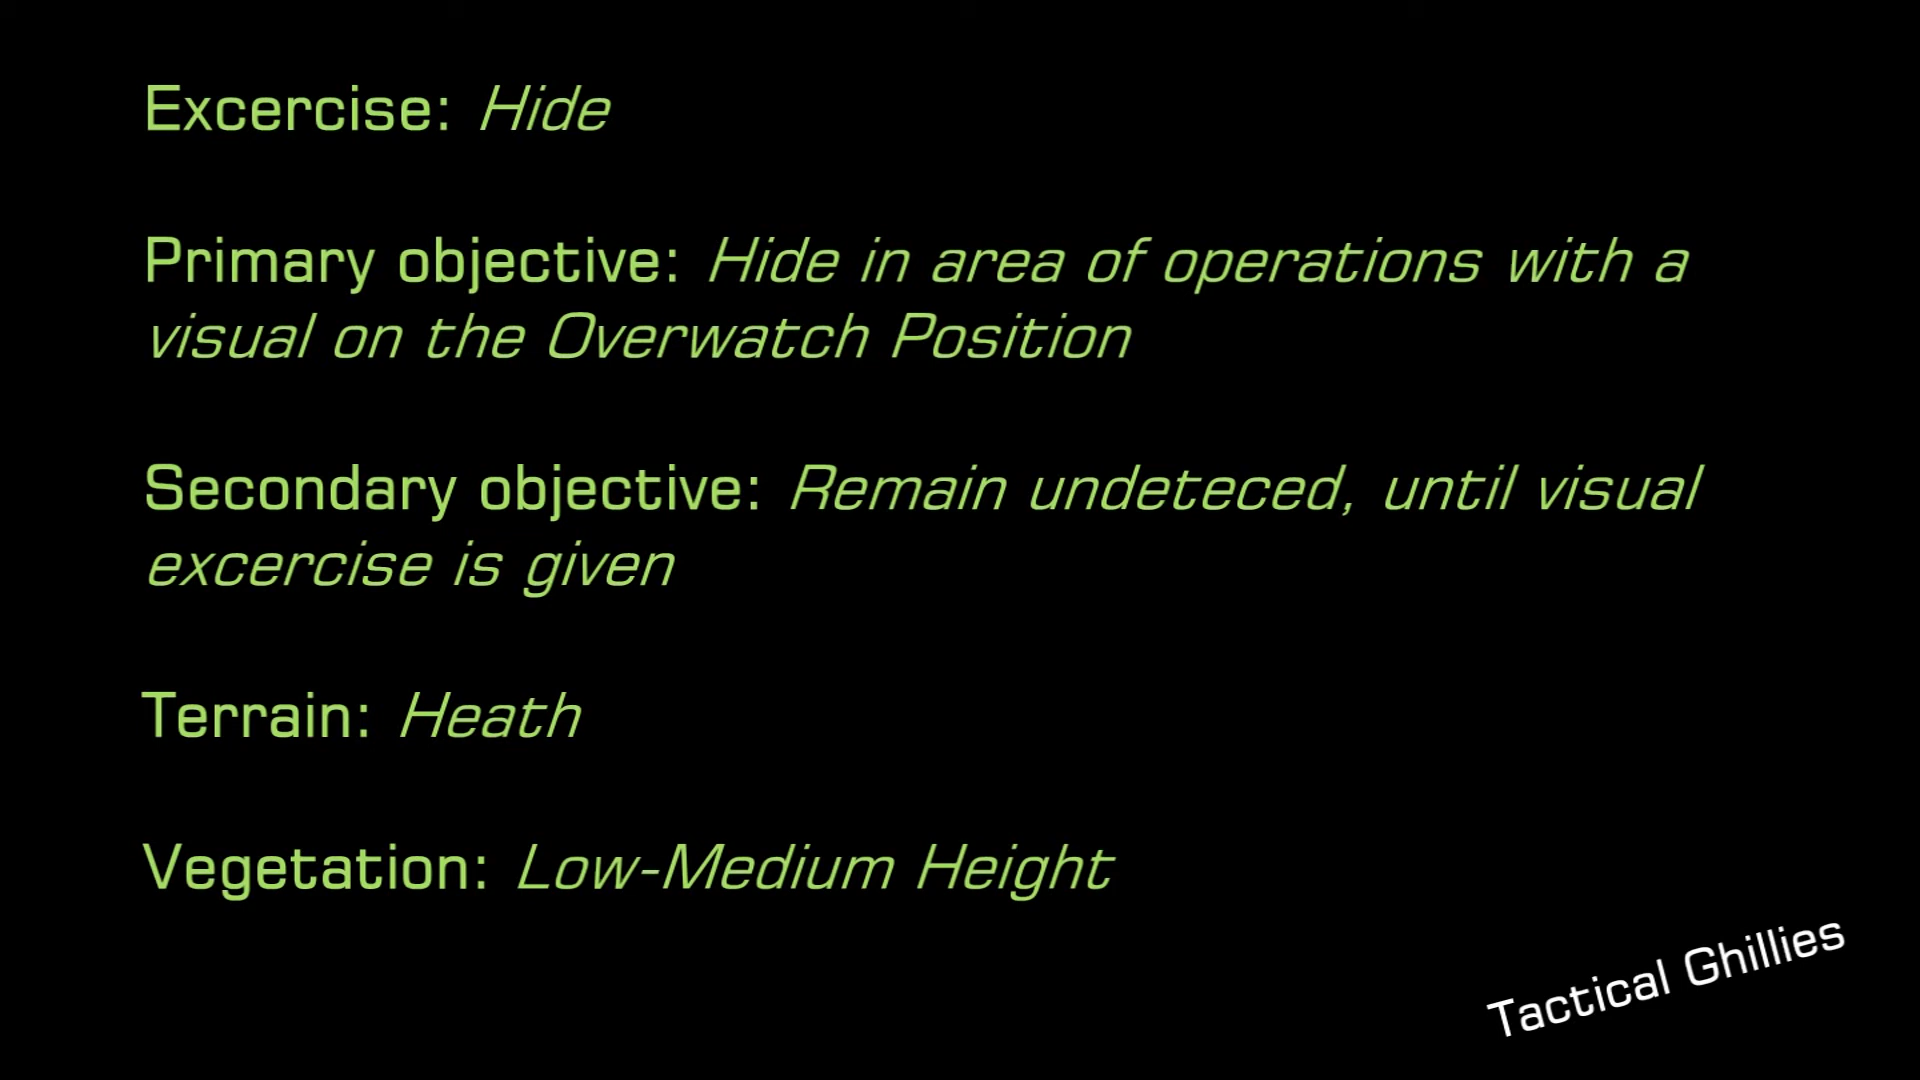 Excercise: Hide
Primary objective: Hide in area of operations with a
visual on the Overwatch Position
Secondary objective: Remain undeteced, until visual
excercise is given
Terrain: Heath
Vegetation: Low-Medium Height
Tactical Ghillies